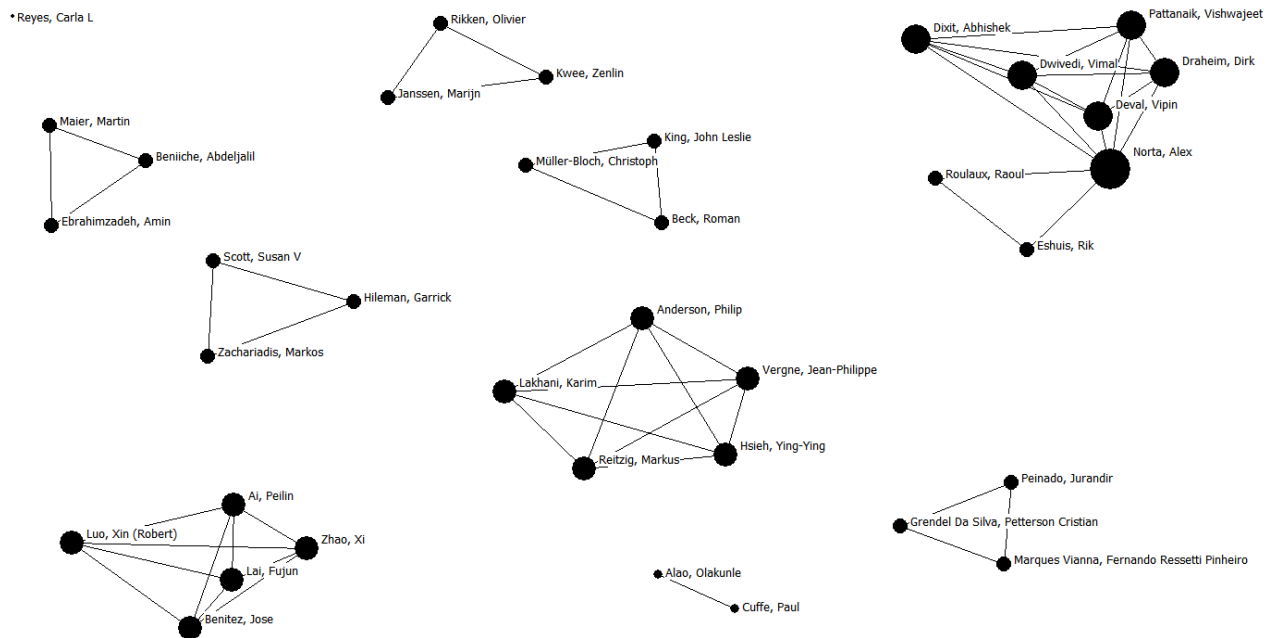 Reyes, Carla L
Rikken, Olivier
Kwee, Zenlin
Janssen, Marijn
Dixit, Abhishek
Pattanaik, Vishwajeet
Dwivedi, Vimal
Draheim, Dirk
Deval, Vipin
Norta, Alex
Roulaux, Raoul
Eshuis, Rik
Maier, Martin
Beniiche, Abdeljalil
Ebrahimzadeh, Amin
King, John Leslie
Müller-Bloch, Christoph
Beck, Roman
Scott, Susan V
Hileman, Garrick
Zachariadis, Markos
Anderson, Philip
Vergne, Jean-Philippe
Lakhani, Karim
Hsieh, Ying-Ying
Reitzig, Markus
Ai, Peilin
Luo, Xin (Robert)
Zhao, Xi
Lai, Fujun
Benitez, Jose
Peinado, Jurandir
Grendel Da Silva, Petterson Cristian
Marques Vianna, Fernando Ressetti Pinheiro
Alao, Olakunle
Cuffe, Paul